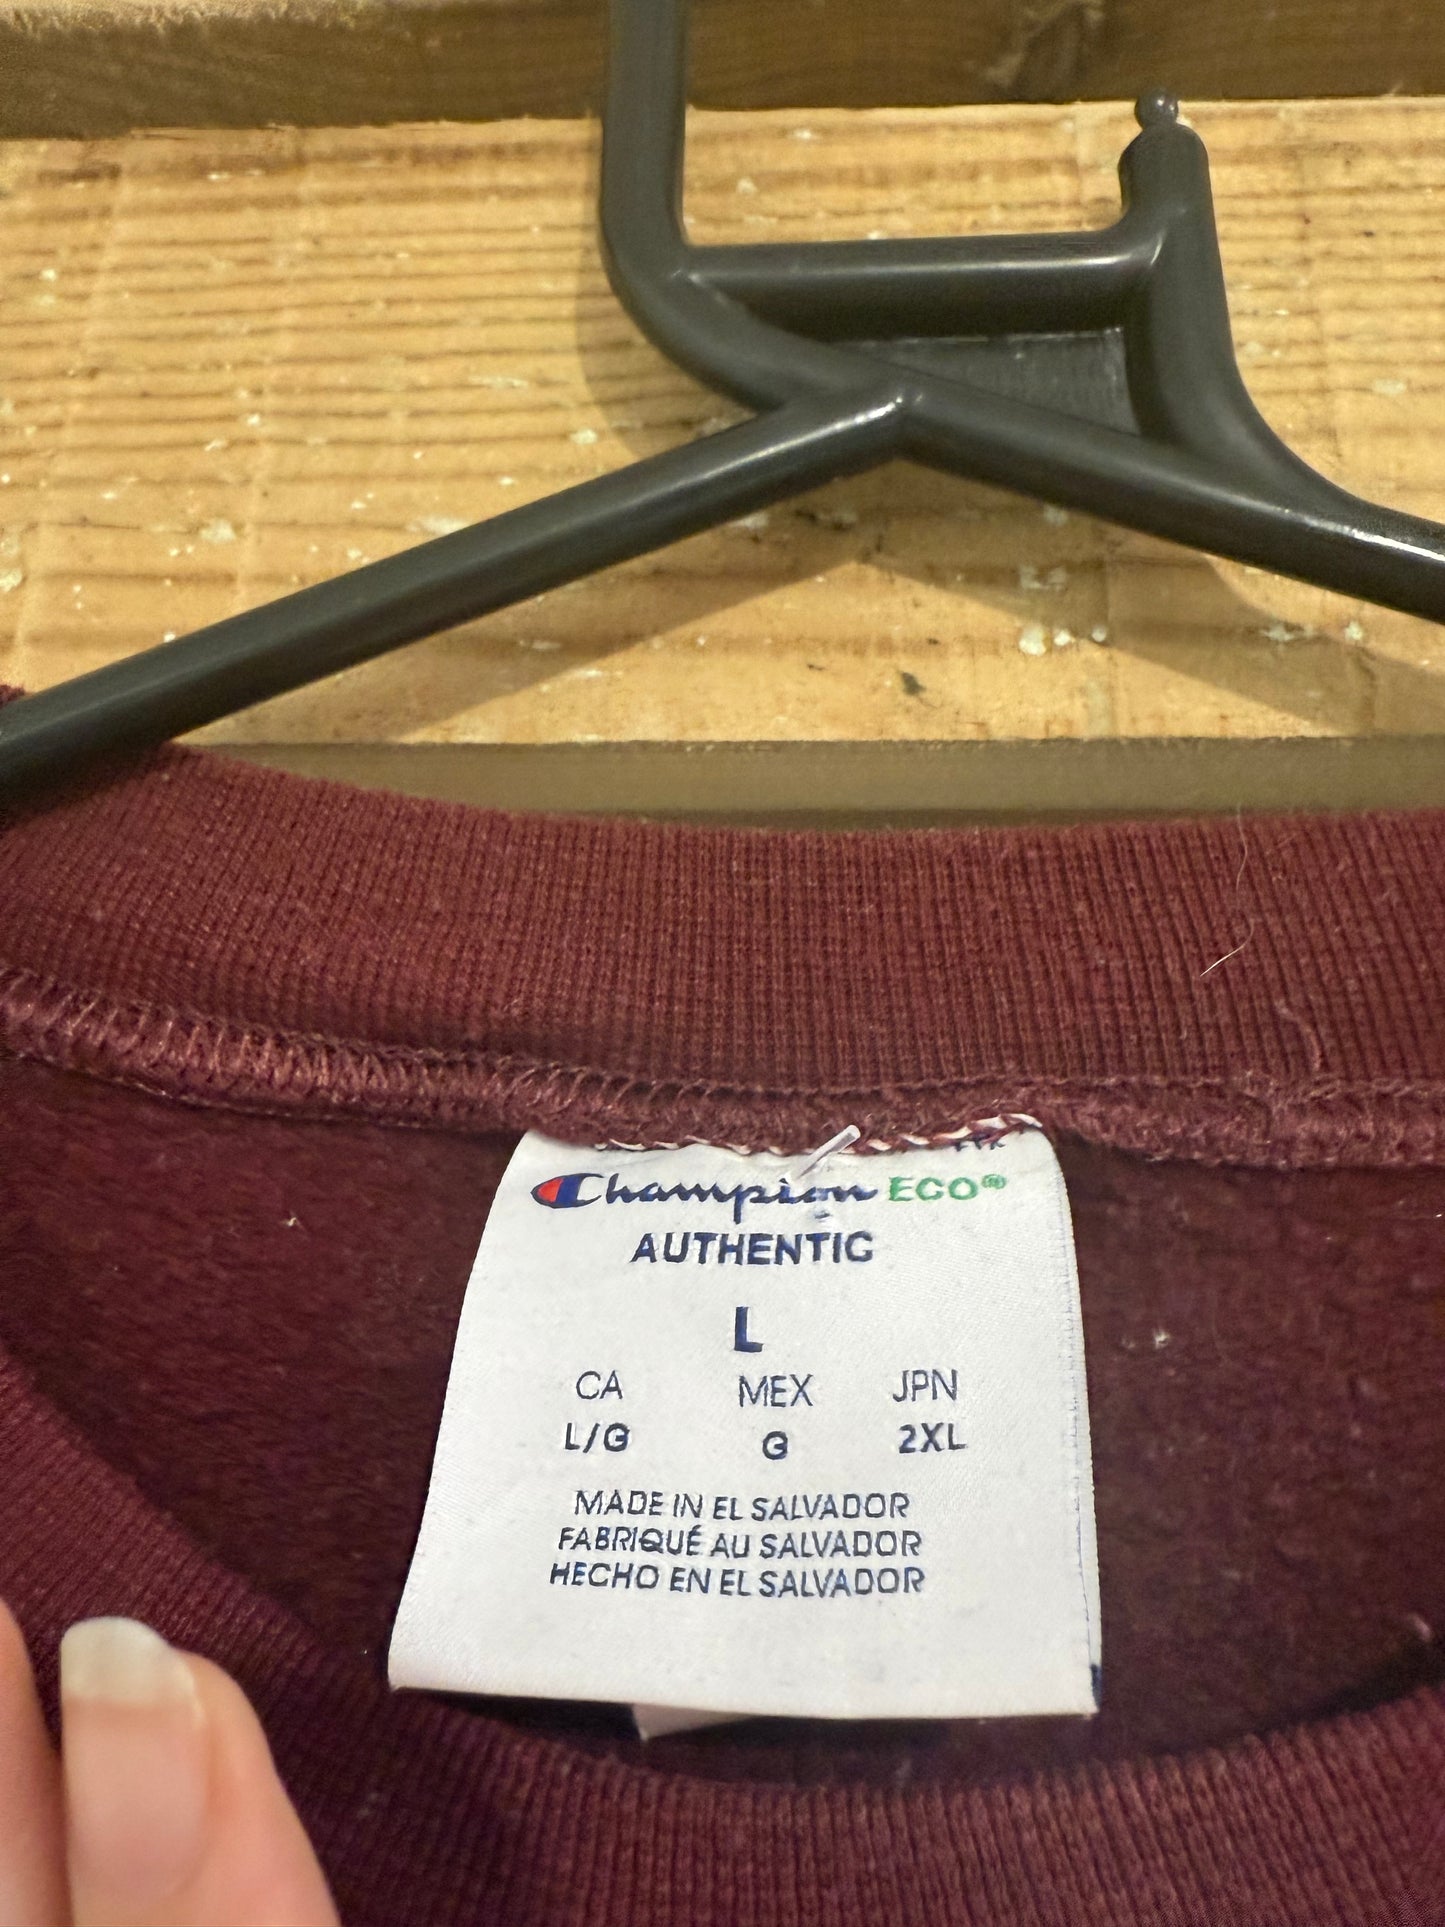 Champion ECO®
AUTHENTIC
L
CA MEX JPN
L/G G 2XL
MADE IN EL SALVADOR
FABRIQUÉ AU SALVADOR
HECHO EN EL SALVADOR